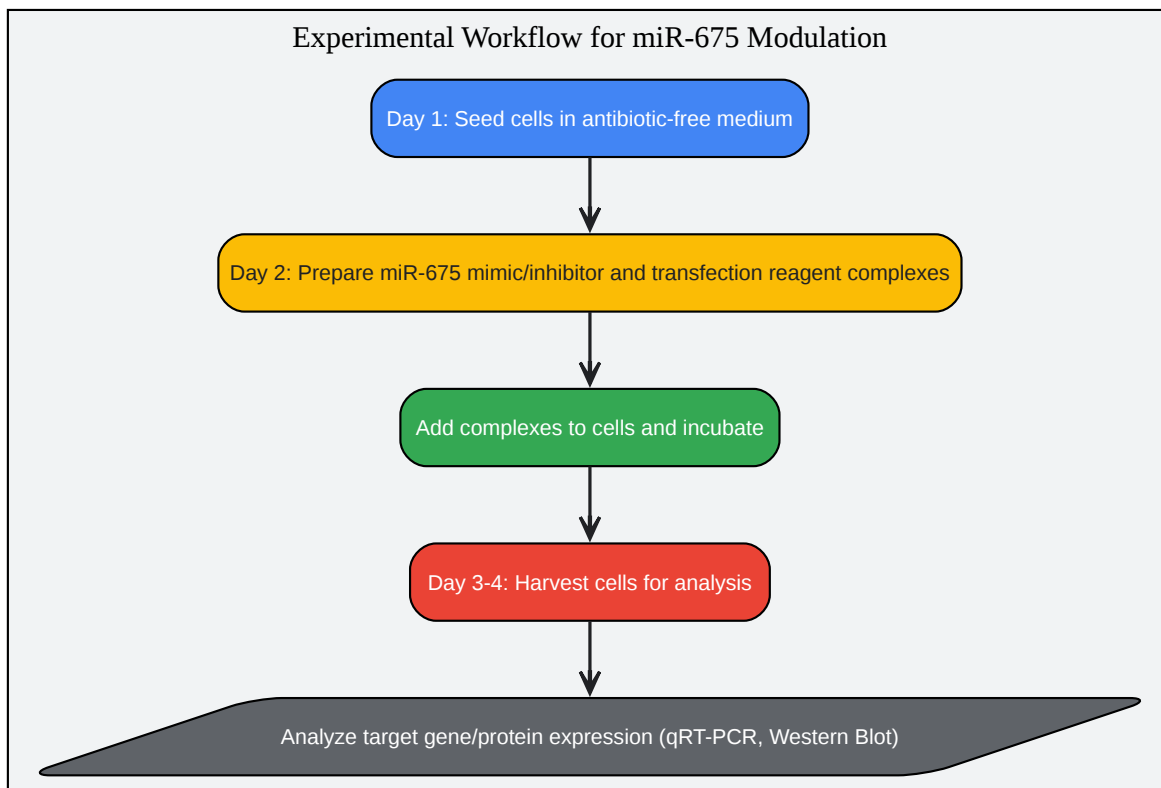 Experimental Workflow for miR-675 Modulation
Day 1: Seed cells in antibiotic-free medium
Day 2: Prepare miR-675 mimic/inhibitor and transfection reagent complexes
Add complexes to cells and incubate
Day 3-4: Harvest cells for analysis
Analyze target gene/protein expression (qRT-PCR, Western Blot)